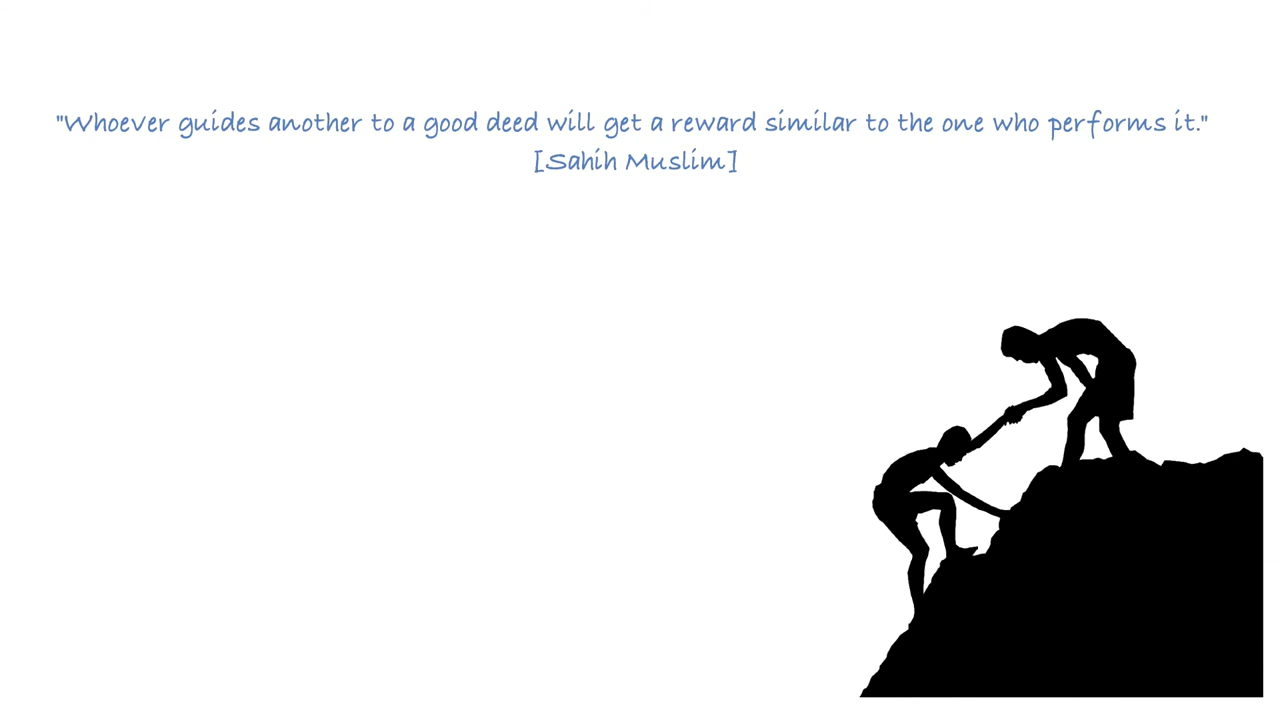 "Whoever guides another to a good deed will get a reward similar to the one who performs it."
[Sahih Muslim]